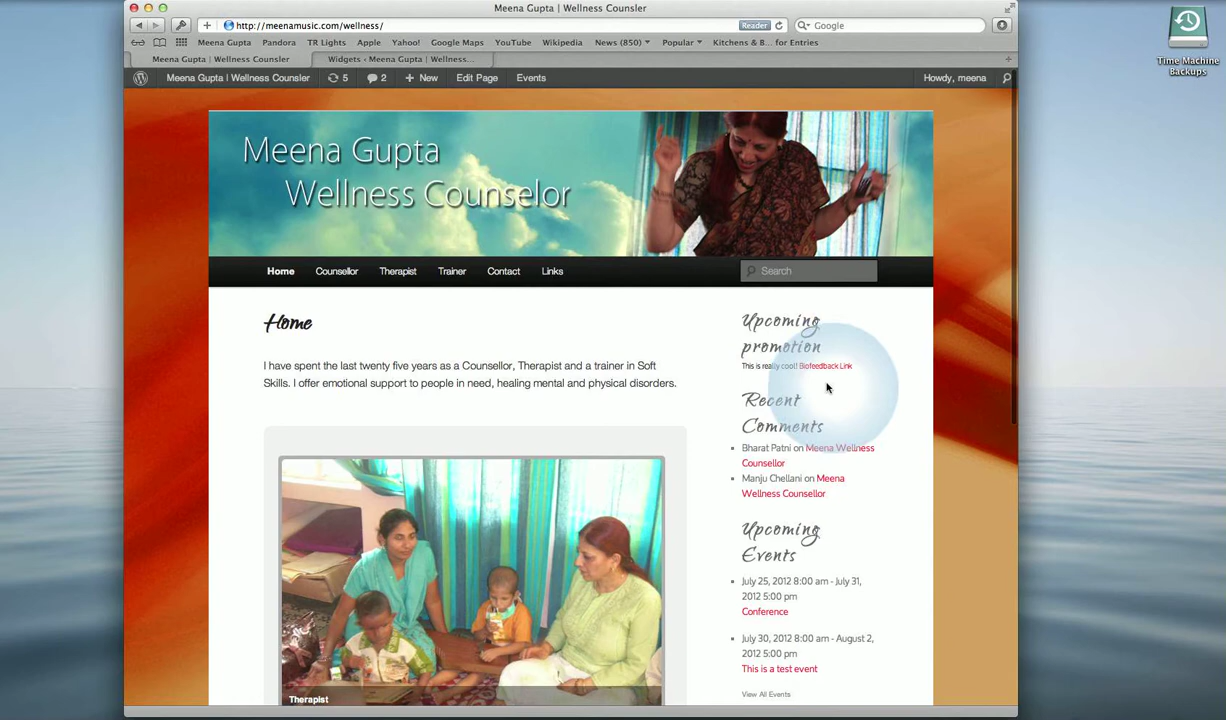 Meena Gupta | Wellness Counsler
http://meenamusic.com/wellness/
Reader
Google
Meena Gupta Pandora TR Lights Apple Yahoo! Google Maps YouTube Wikipedia News (850) Popular Kitchens & B... for Entries
Meena Gupta | Wellness Counsler
Widgets ‹ Meena Gupta | Wellness...
Meena Gupta | Wellness Counsler 5 2 + New Edit Page Events Howdy, meena
Time Machine
Backups
Meena Gupta
Wellness Counselor
Home Counsellor Therapist Trainer Contact Links
Search
Home
I have spent the last twenty five years as a Counsellor, Therapist and a trainer in Soft
Skills. I offer emotional support to people in need, healing mental and physical disorders.
Therapist
Upcoming
promotion
This is really cool! Biofeedback Link
Recent
Comments
Bharat Patni on Meena Wellness
Counsellor
Manju Chellani on Meena
Wellness Counsellor
Upcoming
Events
July 25, 2012 8:00 am - July 31,
2012 5:00 pm
Conference
July 30, 2012 8:00 am - August 2,
2012 5:00 pm
This is a test event
View All Events